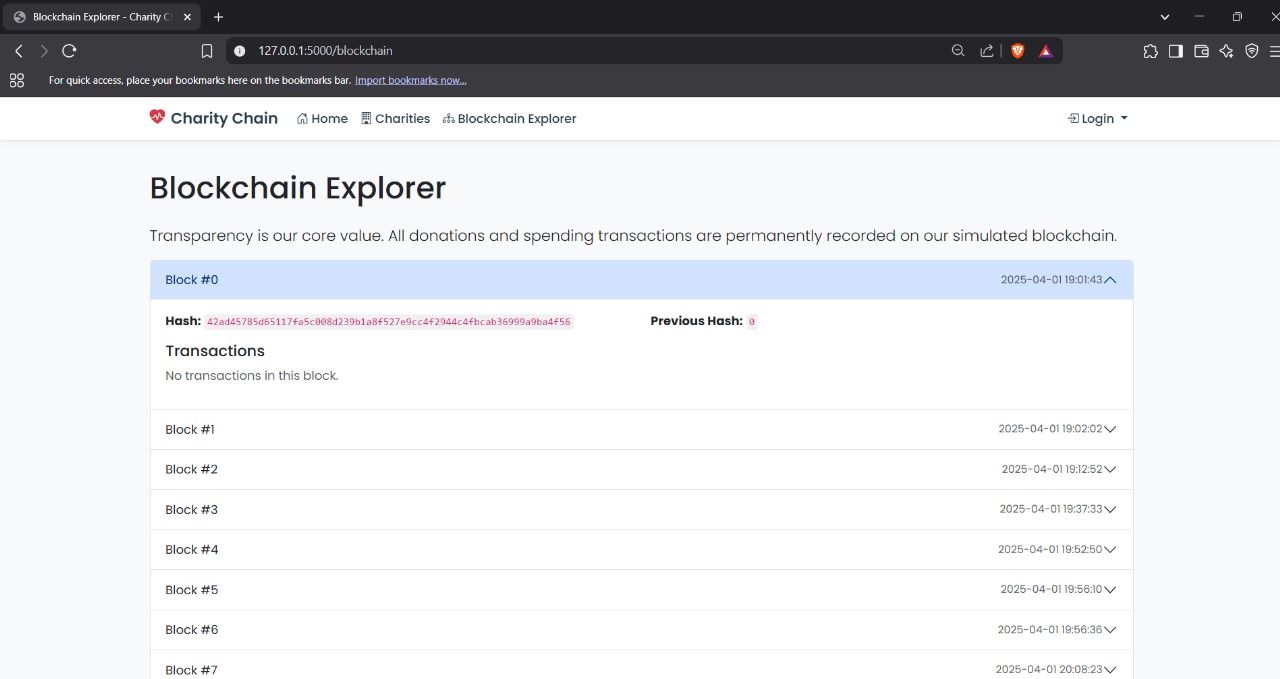 Blockchain Explorer - Charity C
127.0.0.1:5000/blockchain
For quick access, place your bookmarks here on the bookmarks bar. Import bookmarks now...
Charity Chain Home Charities Blockchain Explorer Login
Blockchain Explorer
Transparency is our core value. All donations and spending transactions are permanently recorded on our simulated blockchain.
Block #0 2025-04-01 19:01:43
Hash: 42ad45785d65117fa5c008d239b1a8f527e9cc4f2944c4fbcab36999a9ba4f56 Previous Hash: 0
Transactions
No transactions in this block.
Block #1 2025-04-01 19:02:02
Block #2 2025-04-01 19:12:52
Block #3 2025-04-01 19:37:33
Block #4 2025-04-01 19:52:50
Block #5 2025-04-01 19:56:10
Block #6 2025-04-01 19:56:36
Block #7 2025-04-01 20:08:23